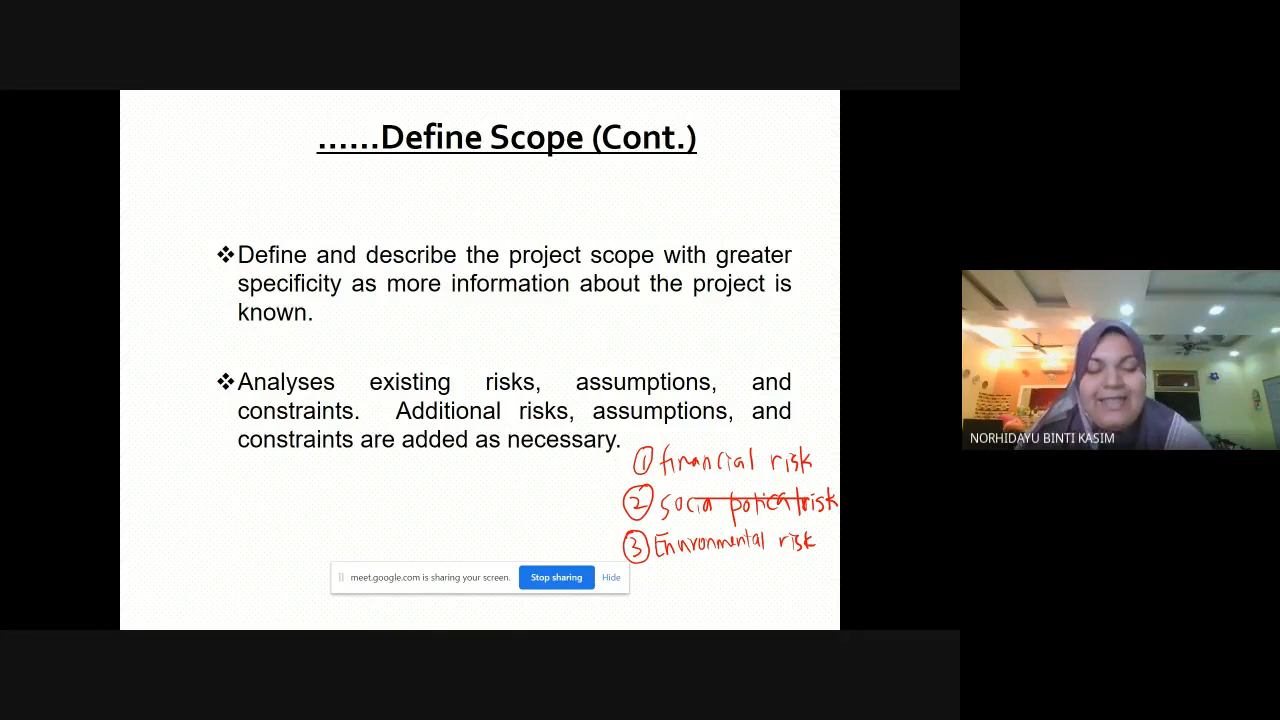 ......Define Scope (Cont.)
❖Define and describe the project scope with greater
specificity as more information about the project is
known.
❖Analyses existing risks, assumptions, and
constraints. Additional risks, assumptions, and
constraints are added as necessary.
① financial risk
② socia potical risk
③ Environmental risk
meet.google.com is sharing your screen. Stop sharing Hide
NORHIDAYU BINTI KASIM